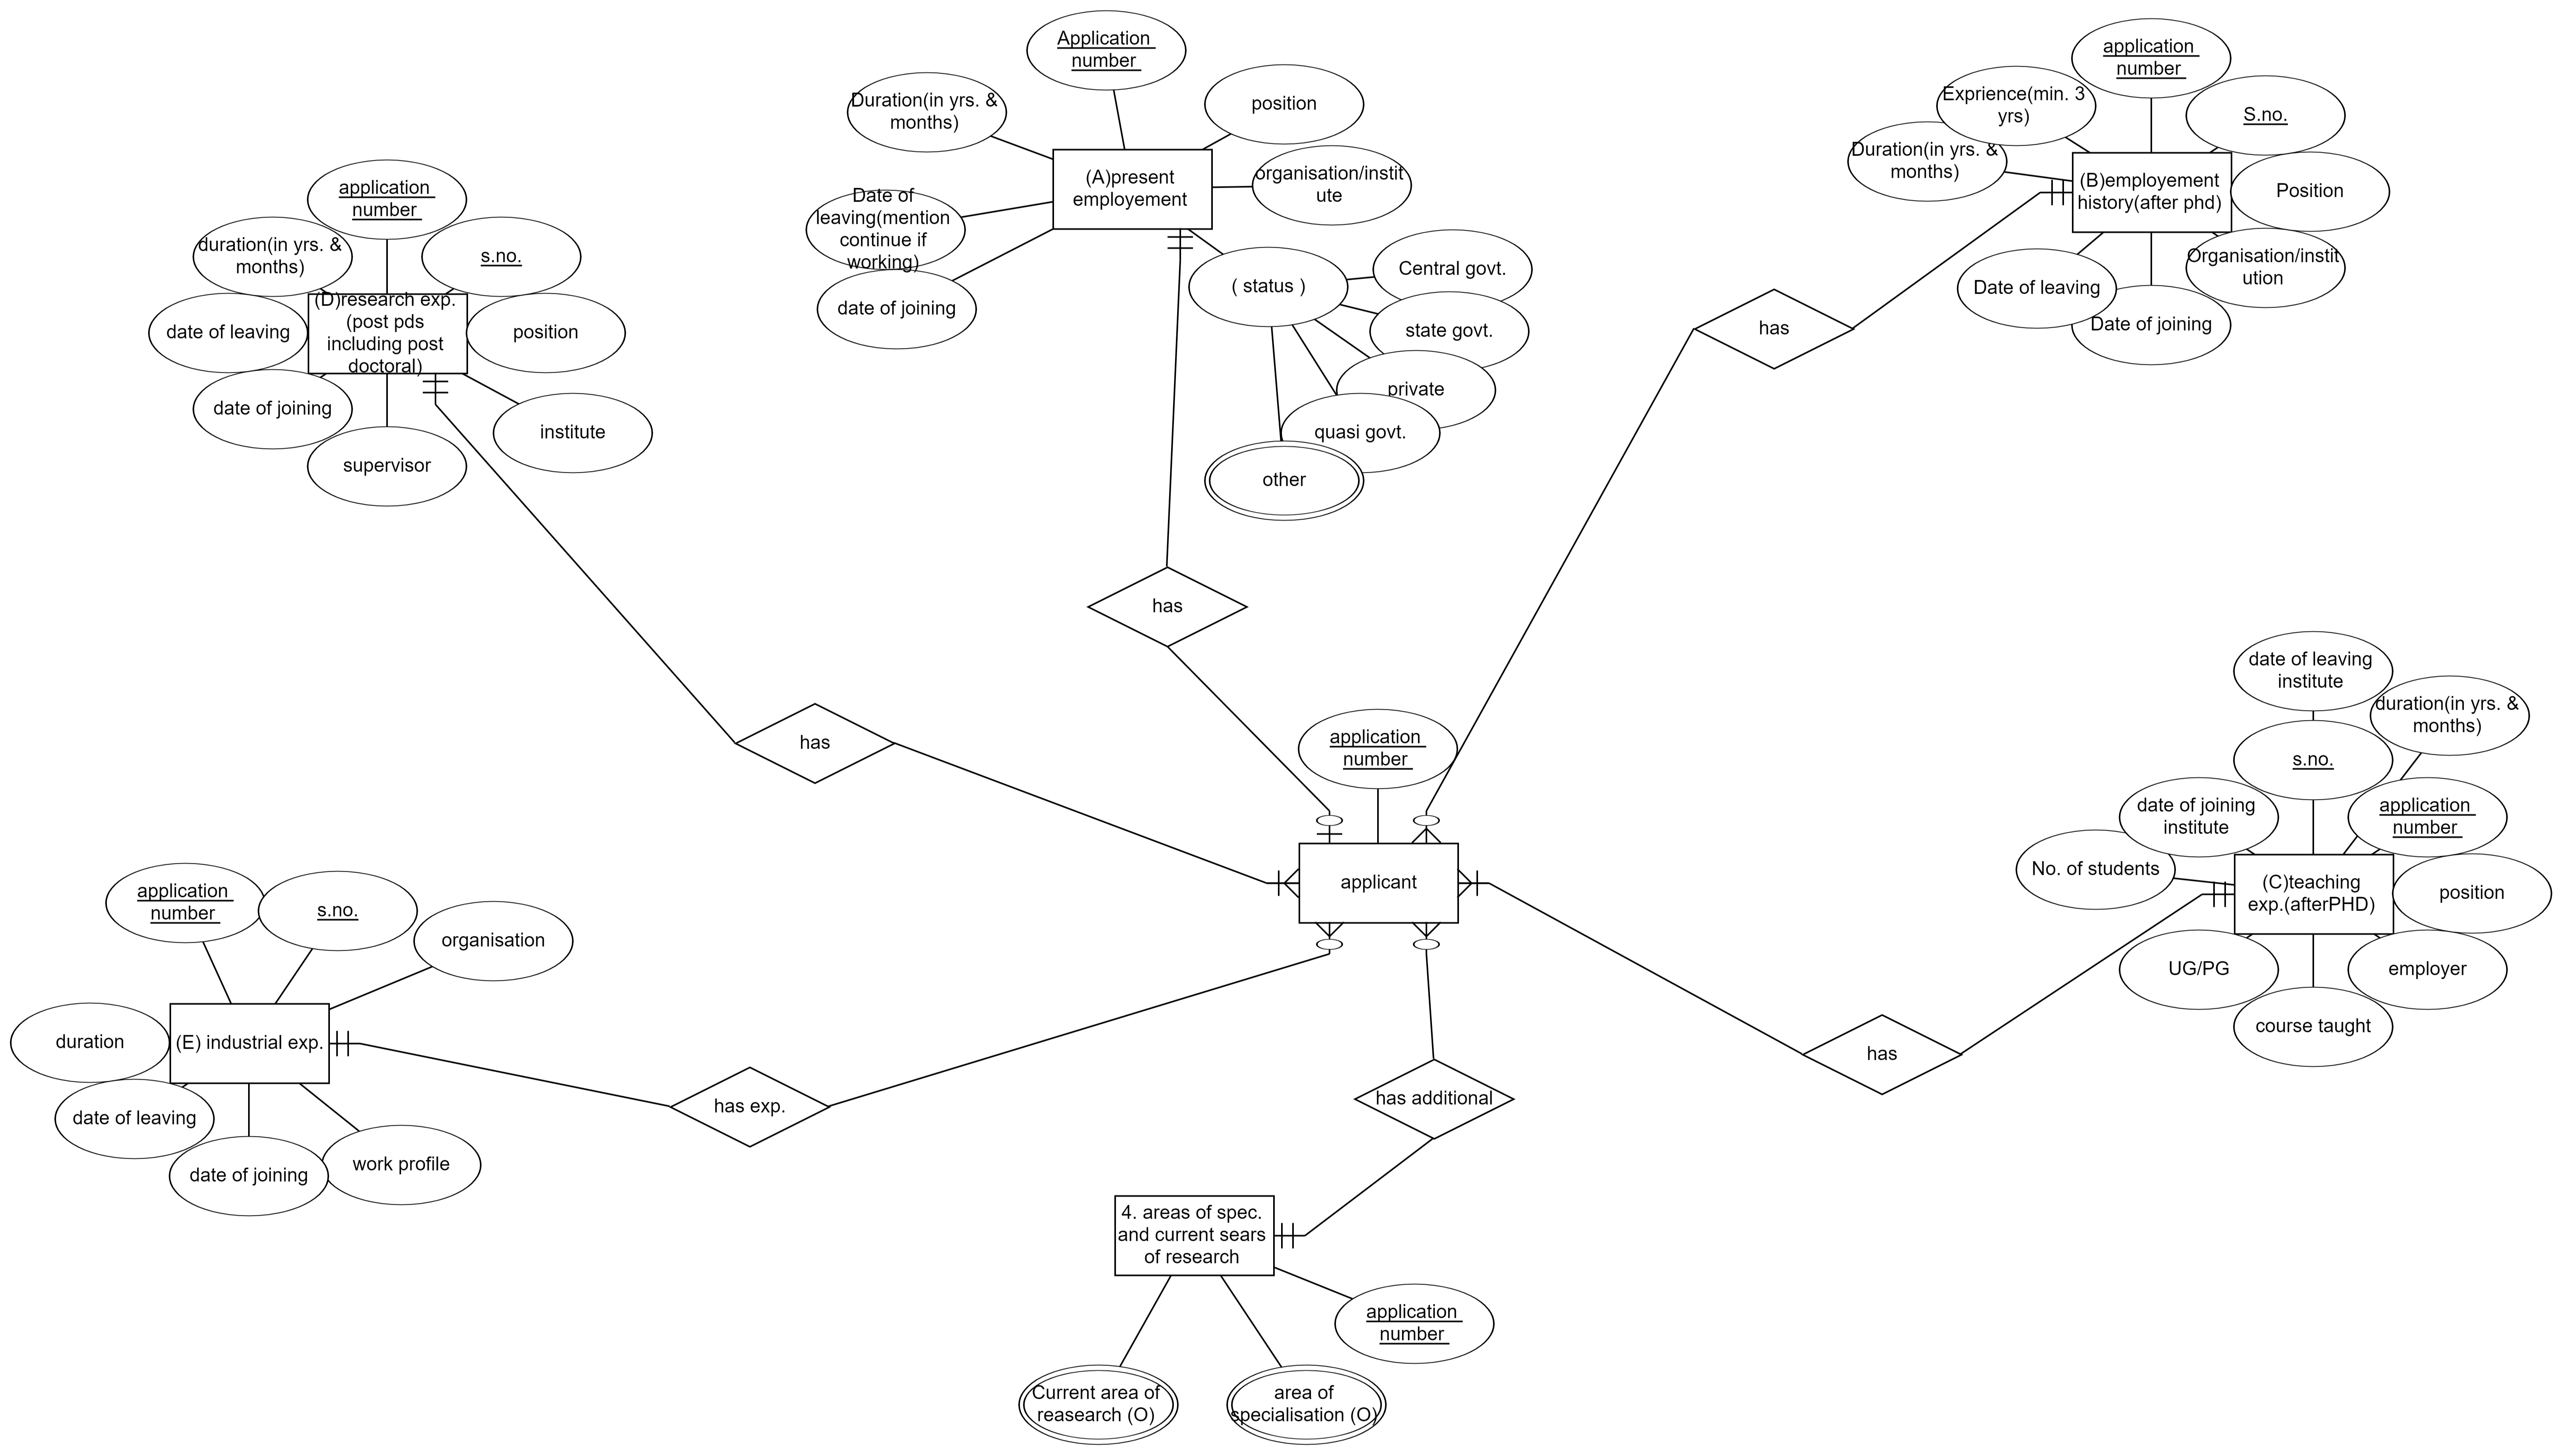 Application
number
Duration(in yrs. &
months)
position
(A)present
employement
organisation/instit
ute
Date of
leaving(mention
continue if
working)
date of joining
( status )
Central govt.
state govt.
private
quasi govt.
other
application
number
Exprience(min. 3
yrs)
S.no.
Duration(in yrs. &
months)
(B)employement
history(after phd)
Position
Organisation/instit
ution
Date of leaving
Date of joining
has
application
number
duration(in yrs. &
months)
s.no.
(D)research exp.
(post pds
including post
doctoral)
date of leaving
position
date of joining
institute
supervisor
has
has
application
number
applicant
date of leaving
institute
duration(in yrs. &
months)
s.no.
date of joining
institute
application
number
No. of students
(C)teaching
exp.(afterPHD)
position
UG/PG
employer
course taught
has
application
number
s.no.
organisation
duration
(E) industrial exp.
date of leaving
date of joining
work profile
has exp.
has additional
4. areas of spec.
and current sears
of research
application
number
Current area of
reasearch (O)
area of
specialisation (O)